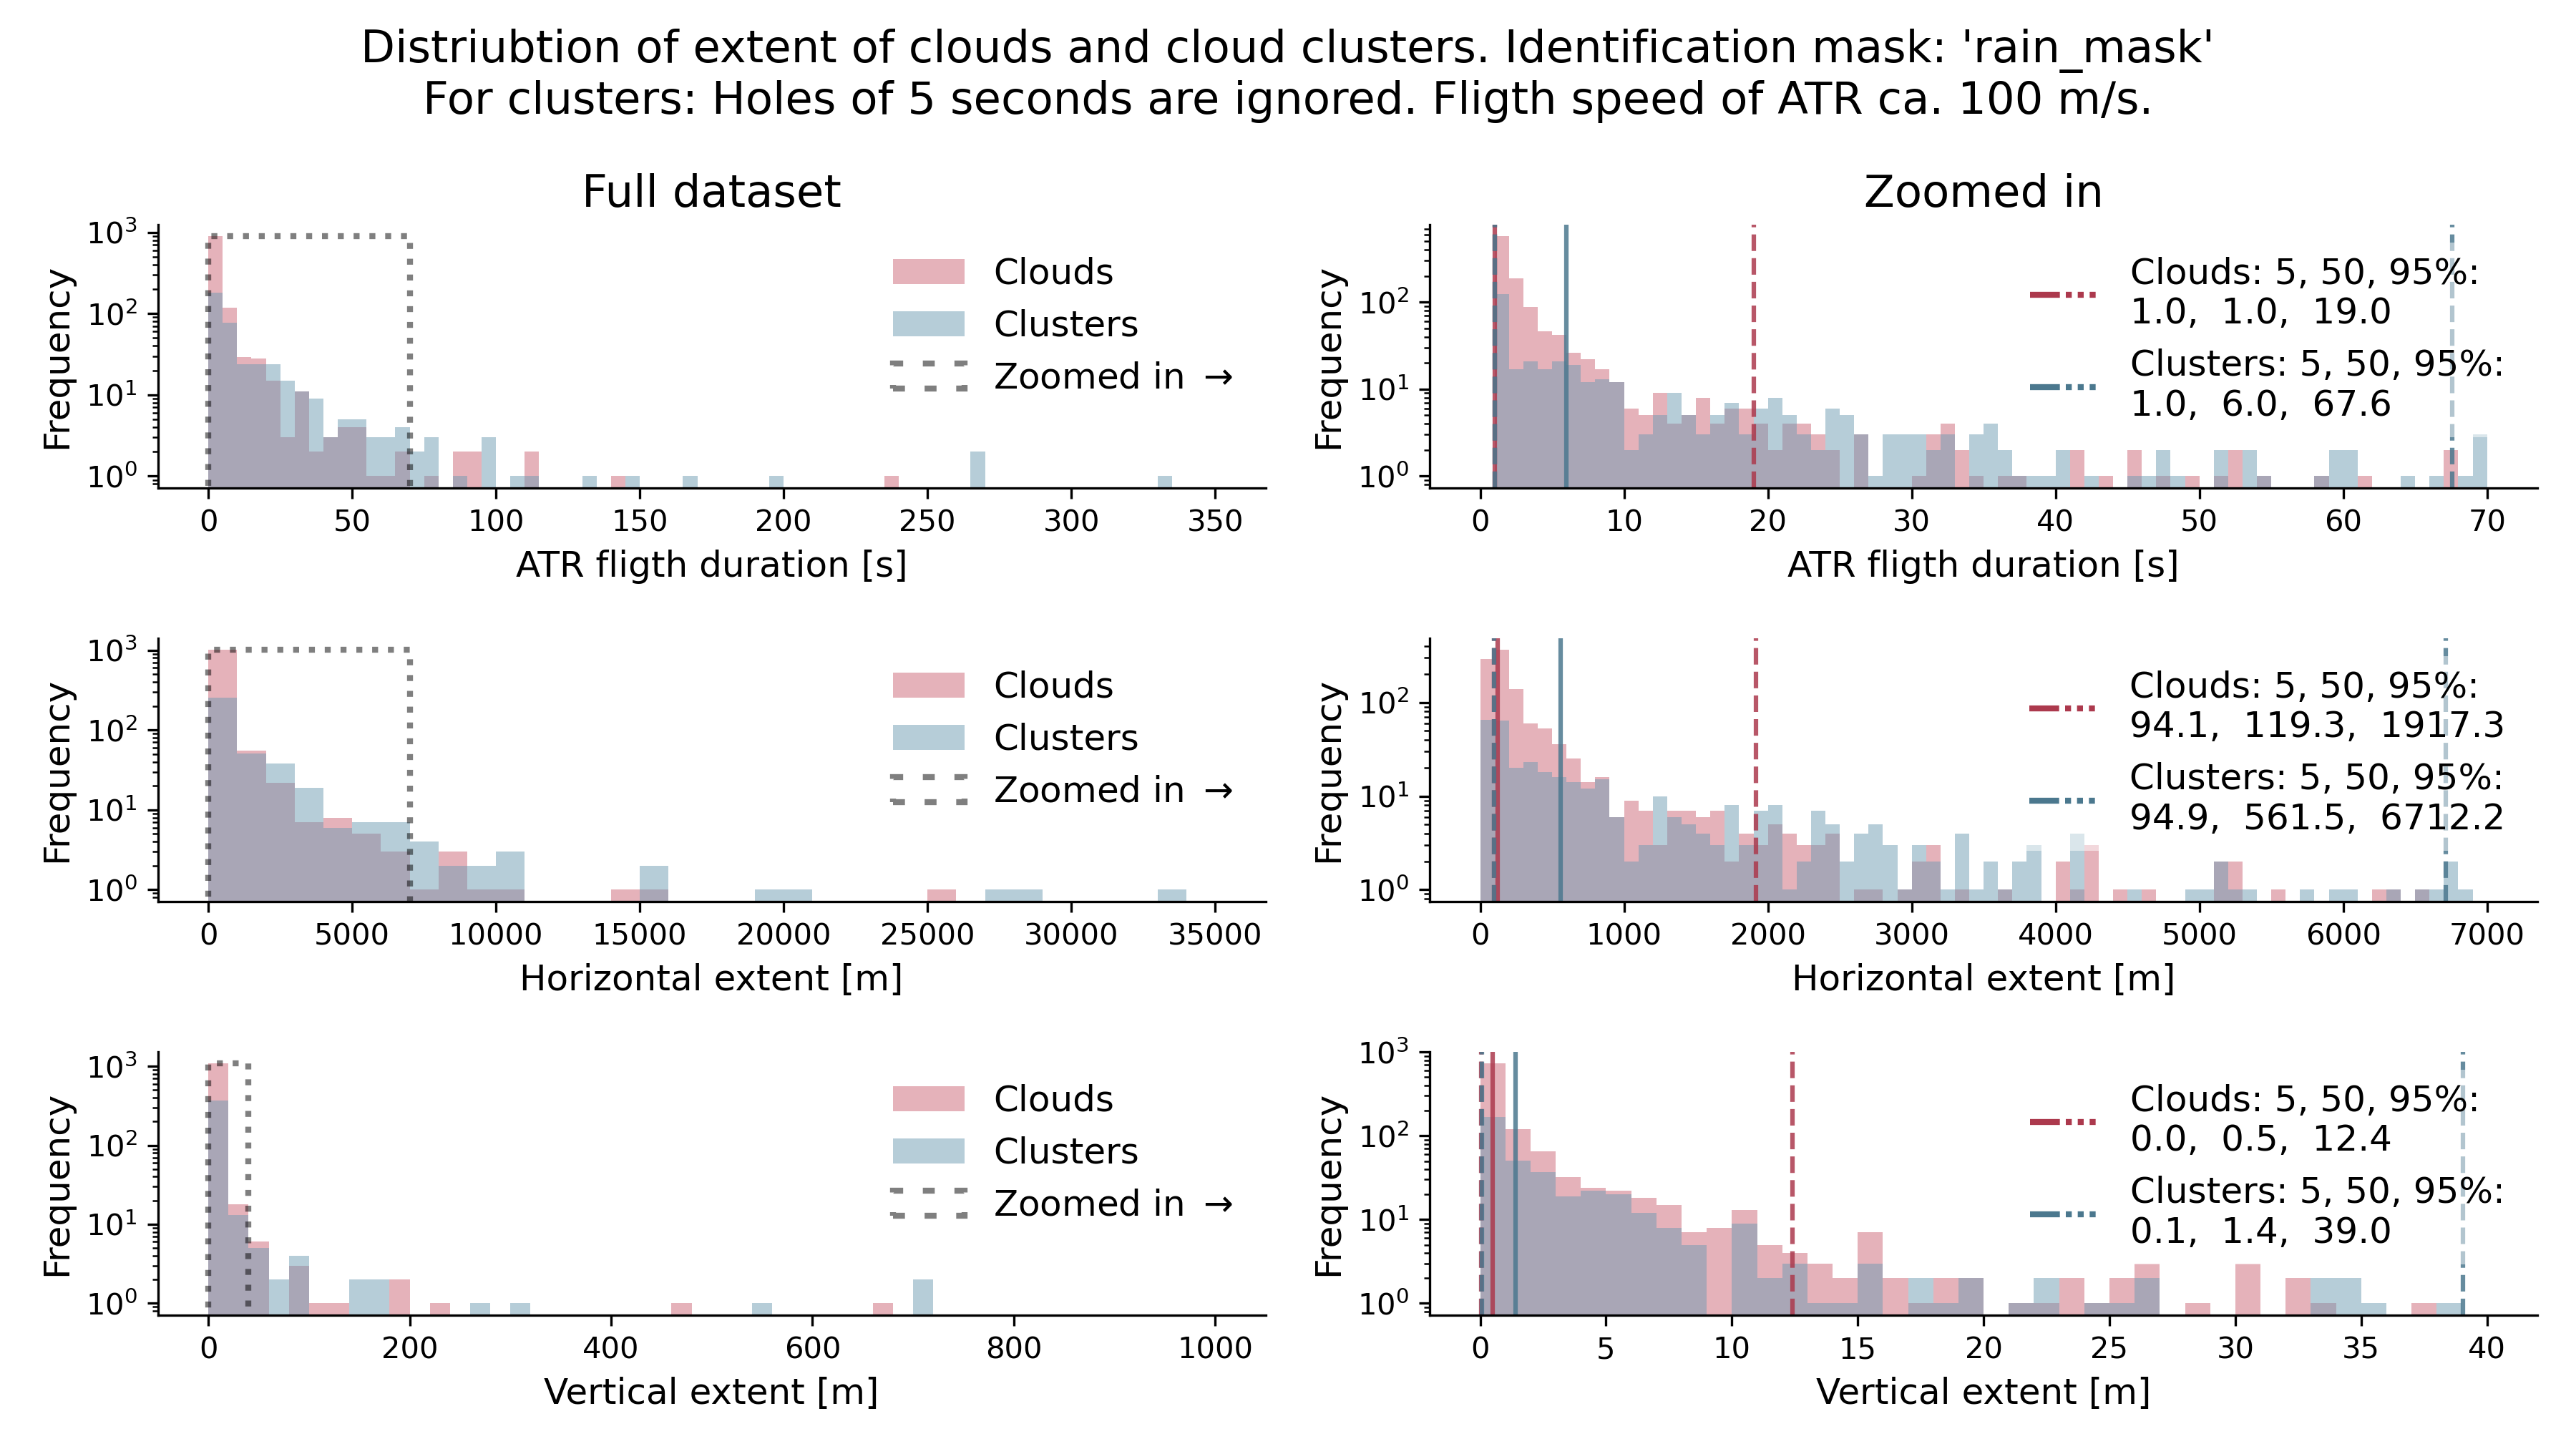 Distriubtion of extent of clouds and cloud clusters. Identification mask: 'rain_mask'
For clusters: Holes of 5 seconds are ignored. Fligth speed of ATR ca. 100 m/s.
Full dataset
Frequency
10³
10²
10¹
10⁰
Clouds
Clusters
Zoomed in →
0 50 100 150 200 250 300 350
ATR fligth duration [s]
Zoomed in
Frequency
10²
10¹
10⁰
Clouds: 5, 50, 95%:
1.0, 1.0, 19.0
Clusters: 5, 50, 95%:
1.0, 6.0, 67.6
0 10 20 30 40 50 60 70
ATR fligth duration [s]
Frequency
10³
10²
10¹
10⁰
Clouds
Clusters
Zoomed in →
0 5000 10000 15000 20000 25000 30000 35000
Horizontal extent [m]
Frequency
10²
10¹
10⁰
Clouds: 5, 50, 95%:
94.1, 119.3, 1917.3
Clusters: 5, 50, 95%:
94.9, 561.5, 6712.2
0 1000 2000 3000 4000 5000 6000 7000
Horizontal extent [m]
Frequency
10³
10²
10¹
10⁰
Clouds
Clusters
Zoomed in →
0 200 400 600 800 1000
Vertical extent [m]
Frequency
10³
10²
10¹
10⁰
Clouds: 5, 50, 95%:
0.0, 0.5, 12.4
Clusters: 5, 50, 95%:
0.1, 1.4, 39.0
0 5 10 15 20 25 30 35 40
Vertical extent [m]